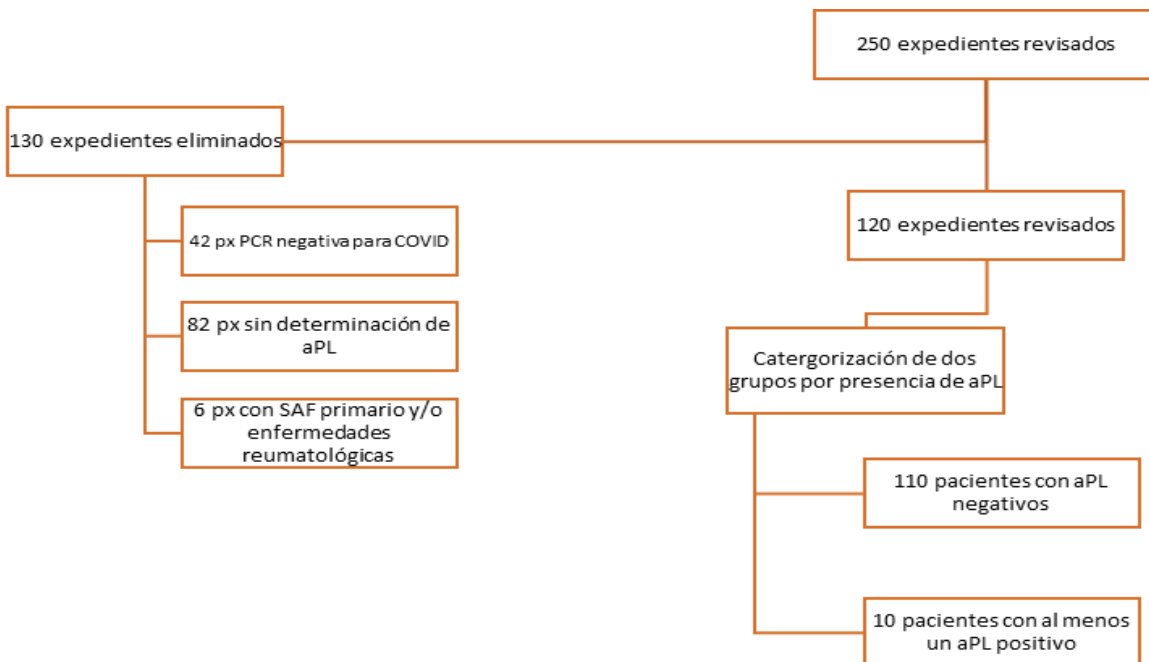 250 expedientes revisados
130 expedientes eliminados
42 px PCR negativa para COVID
82 px sin determinación de
aPL
6 px con SAF primario y/o
enfermedades
reumatológicas
120 expedientes revisados
Catergorización de dos
grupos por presencia de aPL
110 pacientes con aPL
negativos
10 pacientes con al menos
un aPL positivo